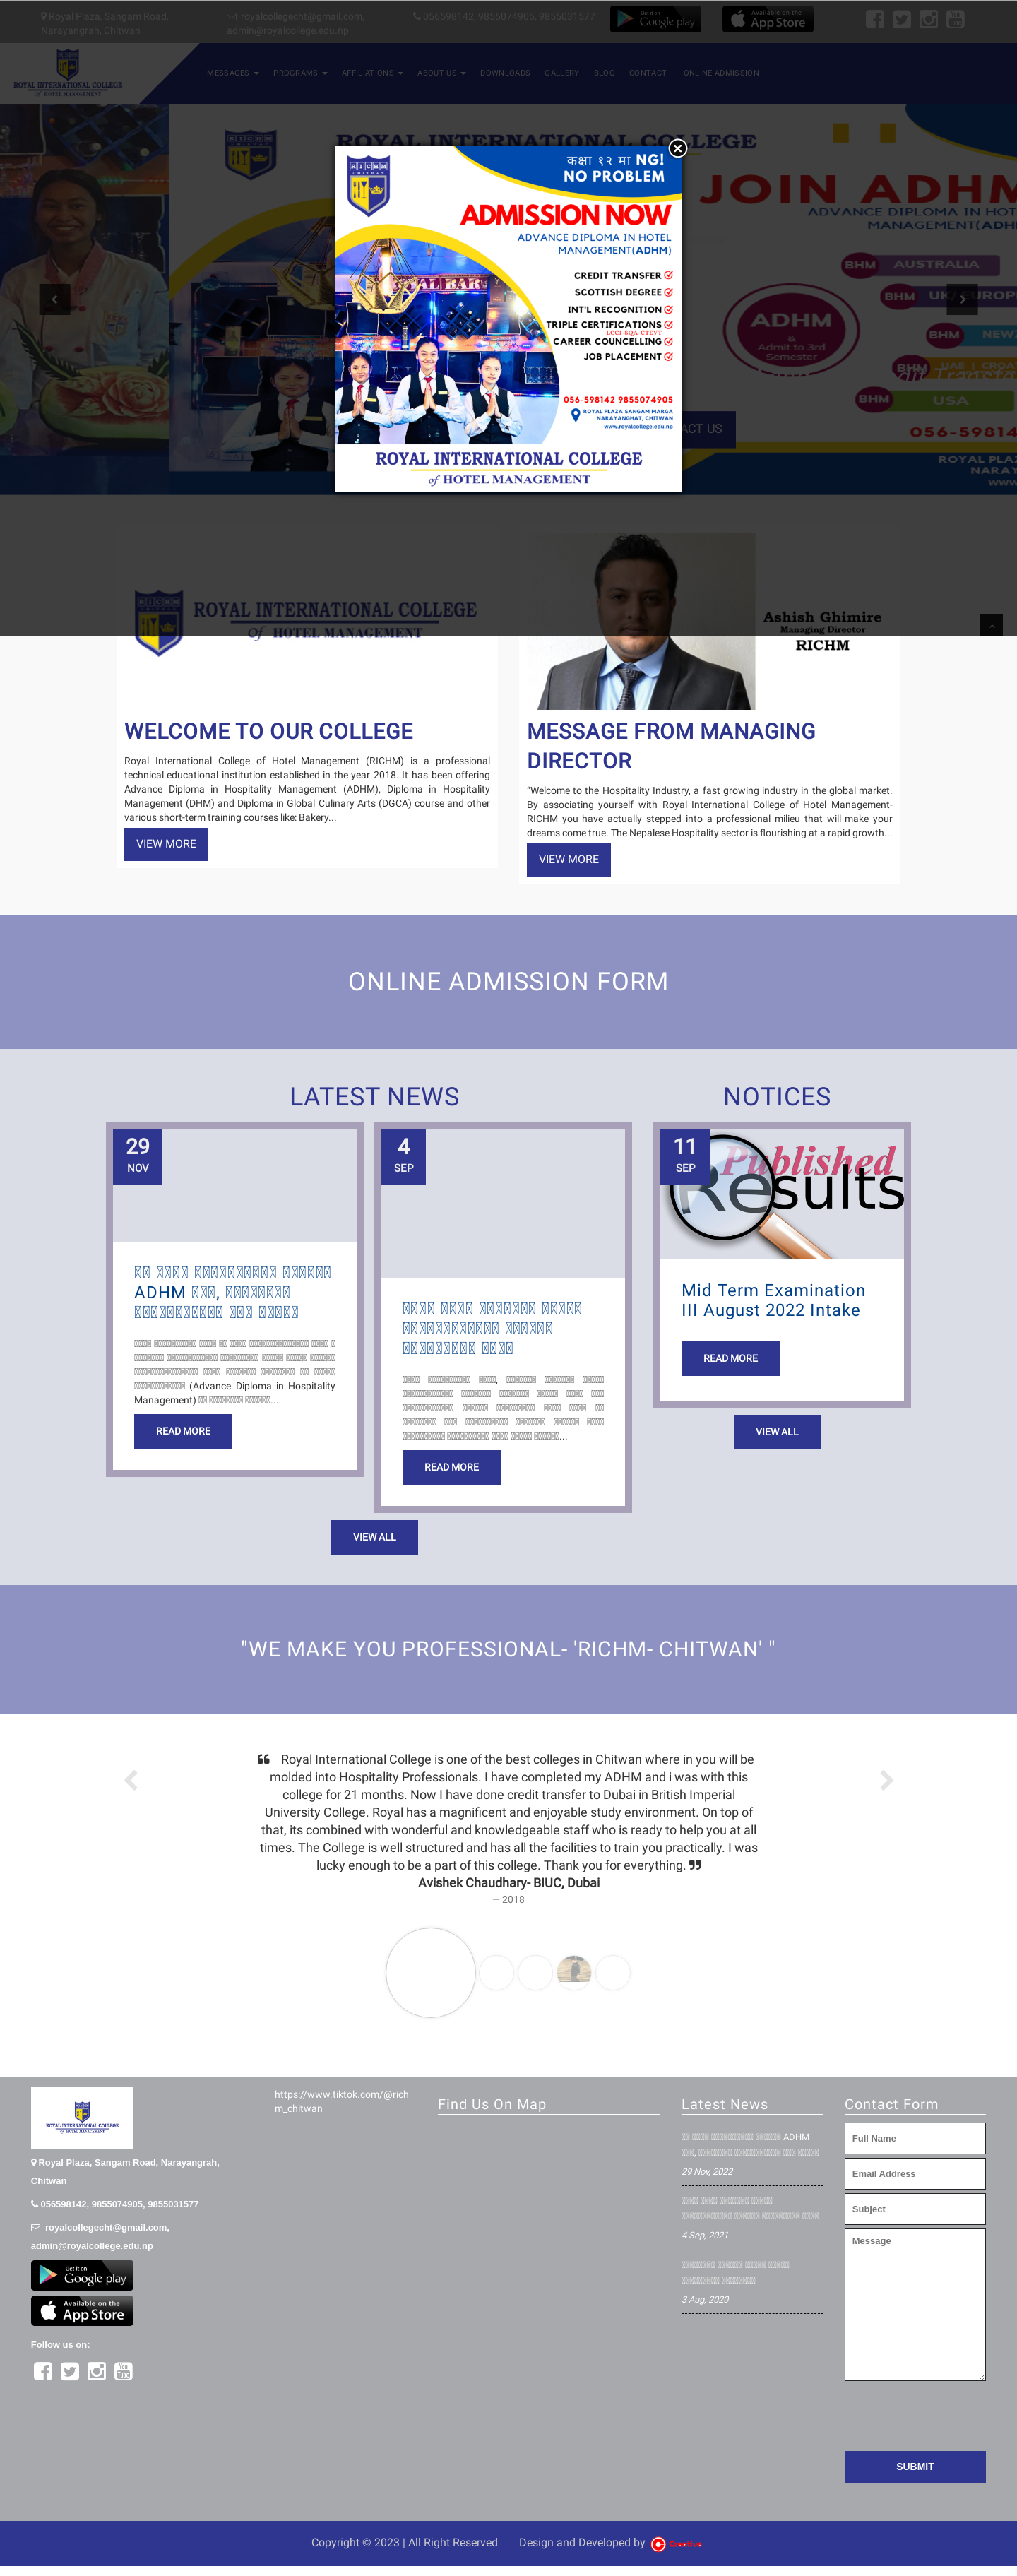 Royal Plaza, Sangam Road,
Narayangrah, Chitwan
royalcollegecht@gmail.com,
admin@royalcollege.edu.np
056598142, 9855074905, 9855031577
Get it on
Google play
Available on the
App Store
ROYAL INTERNATIONAL COLLEGE
of HOTEL MANAGEMENT
MESSAGES
PROGRAMS
AFFILIATIONS
ABOUT US
DOWNLOADS
GALLERY
BLOG
CONTACT
ONLINE ADMISSION
ROYAL INTERNATIONAL COLLEGE
JOIN ADHM
ADVANCE DIPLOMA IN HOTEL
MANAGEMENT(ADHM)
BHM AUSTRALIA
BHM
BHM
BHM
ADHM
& Admit to 3rd
Semester
USA
056-59814
ROYAL PLAZA
RICHM
CHITWAN
कक्षा १२ मा NG!
NO PROBLEM
ADMISSION NOW
ADVANCE DIPLOMA IN HOTEL
MANAGEMENT(ADHM)
CREDIT TRANSFER
SCOTTISH DEGREE
INT'L RECOGNITION
TRIPLE CERTIFICATIONS
LCCI-SQA-CTEVT
CAREER COUNCELLING
JOB PLACEMENT
056-598142 9855074905
ROYAL PLAZA SANGAM MARGA
NARAYANGHAT, CHITWAN
www.royalcollege.edu.np
ROYAL INTERNATIONAL COLLEGE
of HOTEL MANAGEMENT
ROYAL INTERNATIONAL COLLEGE
of HOTEL MANAGEMENT
Ashish Ghimire
Managing Director
RICHM
WELCOME TO OUR COLLEGE
Royal International College of Hotel Management (RICHM) is a professional
technical educational institution established in the year 2018. It has been offering
Advance Diploma in Hospitality Management (ADHM), Diploma in Hospitality
Management (DHM) and Diploma in Global Culinary Arts (DGCA) course and other
various short-term training courses like: Bakery...
VIEW MORE
MESSAGE FROM MANAGING
DIRECTOR
"Welcome to the Hospitality Industry, a fast growing industry in the global market.
By associating yourself with Royal International College of Hotel Management-
RICHM you have actually stepped into a professional milieu that will make your
dreams come true. The Nepalese Hospitality sector is flourishing at a rapid growth...
VIEW MORE
ONLINE ADMISSION FORM
LATEST NEWS
29
NOV
ADHM
(Advance Diploma in Hospitality
Management)
READ MORE
4
SEP
READ MORE
VIEW ALL
NOTICES
11
SEP
Published
Results
Mid Term Examination
III August 2022 Intake
READ MORE
VIEW ALL
"WE MAKE YOU PROFESSIONAL- 'RICHM- CHITWAN' "
Royal International College is one of the best colleges in Chitwan where in you will be
molded into Hospitality Professionals. I have completed my ADHM and i was with this
college for 21 months. Now I have done credit transfer to Dubai in British Imperial
University College. Royal has a magnificent and enjoyable study environment. On top of
that, its combined with wonderful and knowledgeable staff who is ready to help you at all
times. The College is well structured and has all the facilities to train you practically. I was
lucky enough to be a part of this college. Thank you for everything.
Avishek Chaudhary- BIUC, Dubai
— 2018
ROYAL INTERNATIONAL COLLEGE
of HOTEL MANAGEMENT
Royal Plaza, Sangam Road, Narayangrah,
Chitwan
056598142, 9855074905, 9855031577
royalcollegecht@gmail.com,
admin@royalcollege.edu.np
Get it on
Google play
Available on the
App Store
Follow us on:
https://www.tiktok.com/@rich
m_chitwan
Find Us On Map
Latest News
ADHM
29 Nov, 2022
4 Sep, 2021
3 Aug, 2020
Contact Form
Full Name
Email Address
Subject
Message
SUBMIT
Copyright © 2023 | All Right Reserved
Design and Developed by